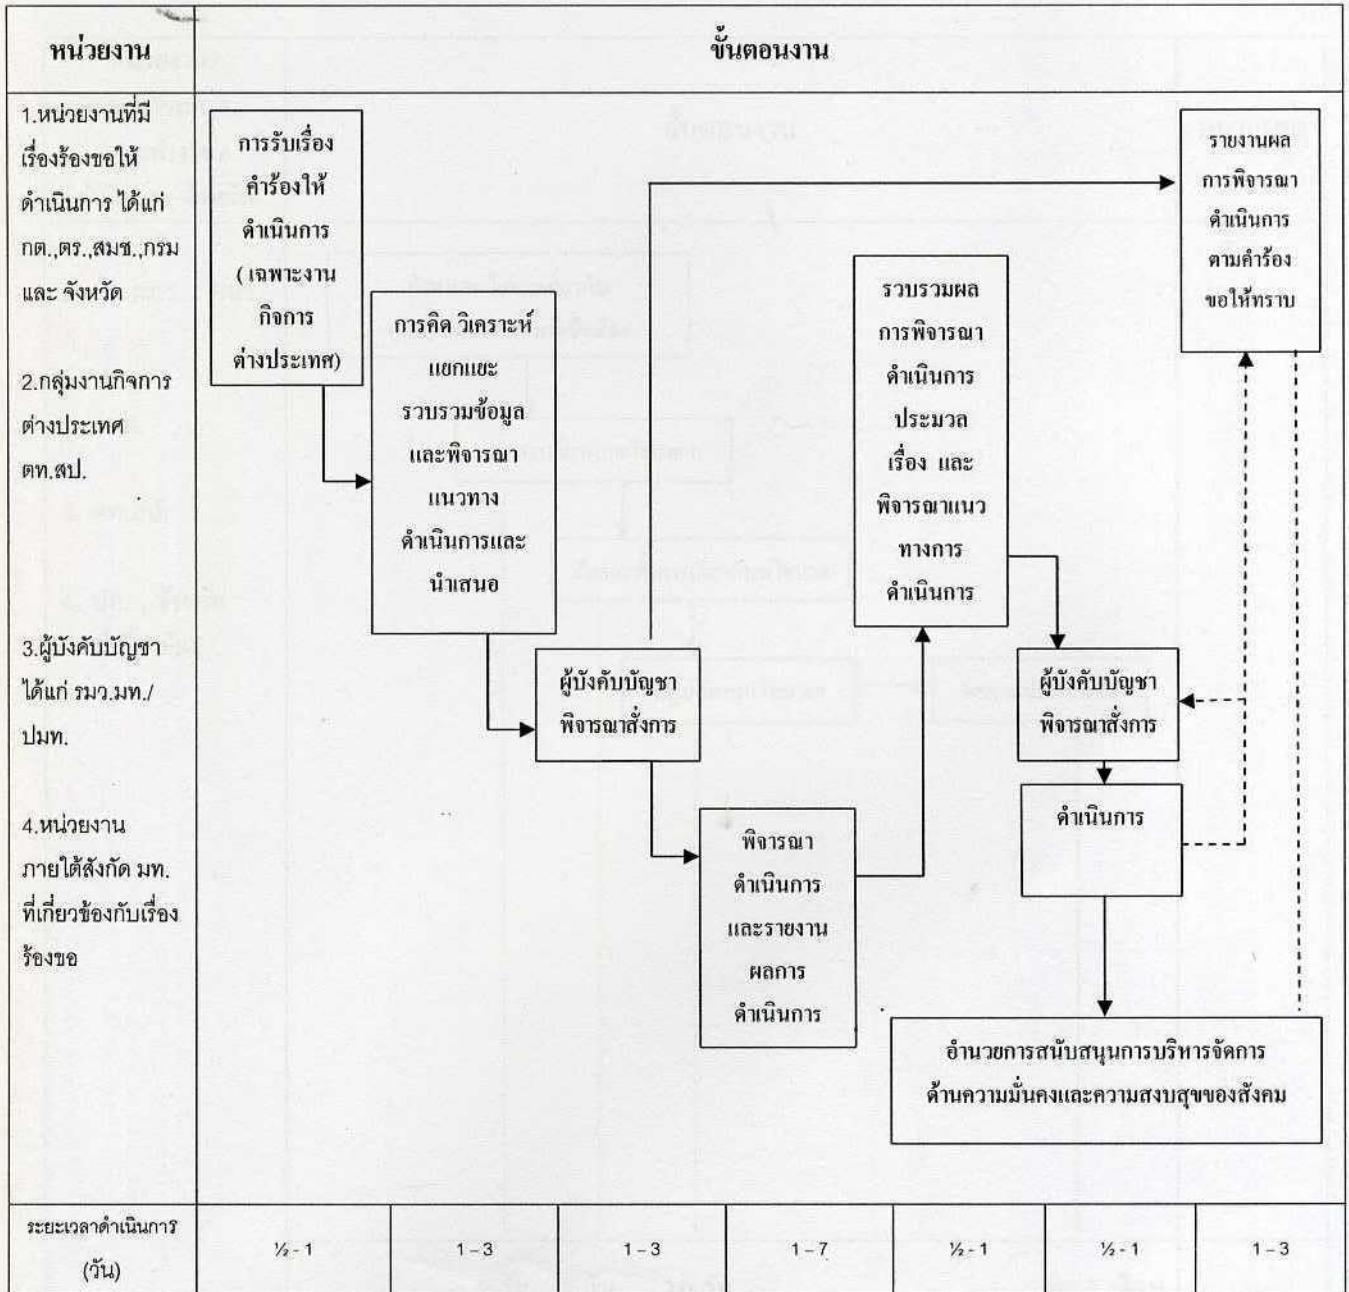 หน่วยงาน
ขั้นตอนงาน
1.หน่วยงานที่มี
เรื่องร้องขอให้
ดำเนินการ ได้แก่
กต.,ตร.,สมช.,กรม
และ จังหวัด
2.กลุ่มงานกิจการ
ต่างประเทศ
ตท.สป.
3.ผู้บังคับบัญชา
ได้แก่ รมว.มท./
ปมท.
4.หน่วยงาน
ภายใต้สังกัด มท.
ที่เกี่ยวข้องกับเรื่อง
ร้องขอ
การรับเรื่อง
คำร้องให้
ดำเนินการ
( เฉพาะงาน
กิจการ
ต่างประเทศ)
การคิด วิเคราะห์
แยกแยะ
รวบรวมข้อมูล
และพิจารณา
แนวทาง
ดำเนินการและ
นำเสนอ
ผู้บังคับบัญชา
พิจารณาสั่งการ
พิจารณา
ดำเนินการ
และรายงาน
ผลการ
ดำเนินการ
รวบรวมผล
การพิจารณา
ดำเนินการ
ประมวล
เรื่อง และ
พิจารณาแนว
ทางการ
ดำเนินการ
ผู้บังคับบัญชา
พิจารณาสั่งการ
ดำเนินการ
รายงานผล
การพิจารณา
ดำเนินการ
ตามคำร้อง
ขอให้ทราบ
อำนวยการสนับสนุนการบริหารจัดการ
ด้านความมั่นคงและความสงบสุขของสังคม
ระยะเวลาดำเนินการ
(วัน)
½ - 1
1 – 3
1 – 3
1 – 7
½ - 1
½ - 1
1 – 3